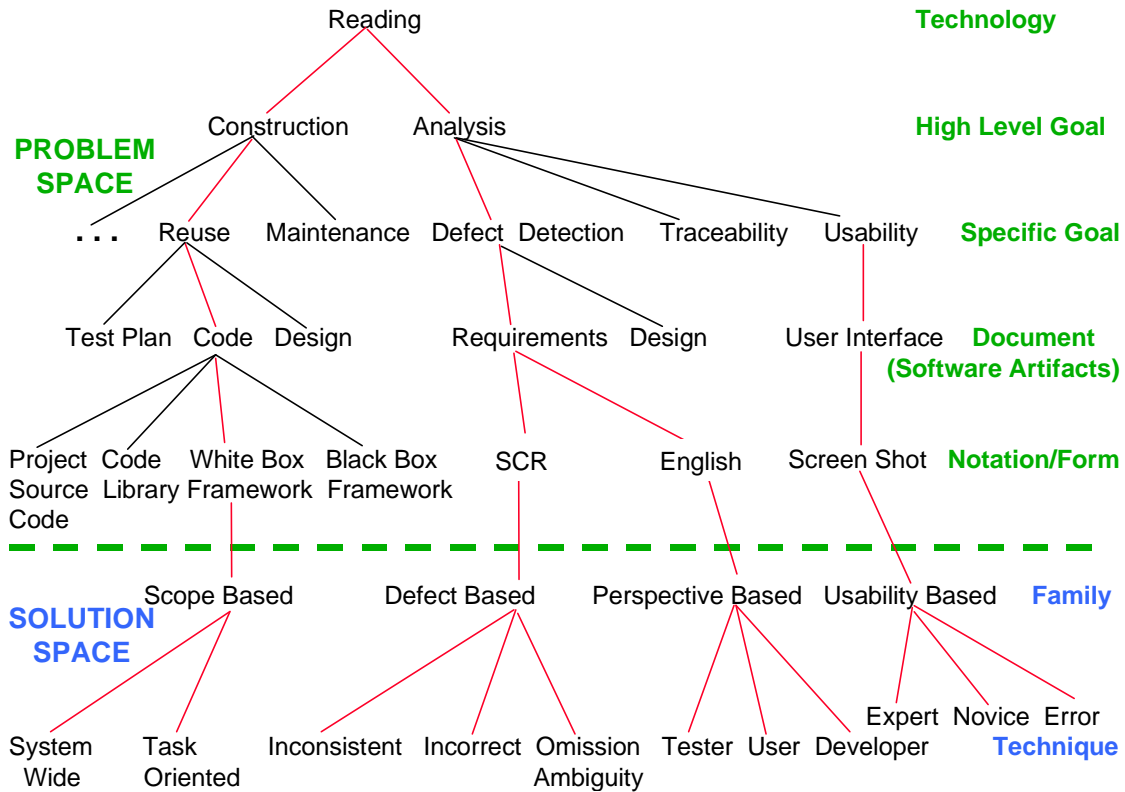 Reading Technology
Construction Analysis High Level Goal
PROBLEM
SPACE
... Reuse Maintenance Defect Detection Traceability Usability Specific Goal
Test Plan Code Design Requirements Design User Interface Document
(Software Artifacts)
Project Code White Box Black Box SCR English Screen Shot Notation/Form
Source Library Framework Framework
Code
Scope Based Defect Based Perspective Based Usability Based Family
SOLUTION
SPACE
Expert Novice Error
System Task Inconsistent Incorrect Omission Tester User Developer Technique
Wide Oriented Ambiguity